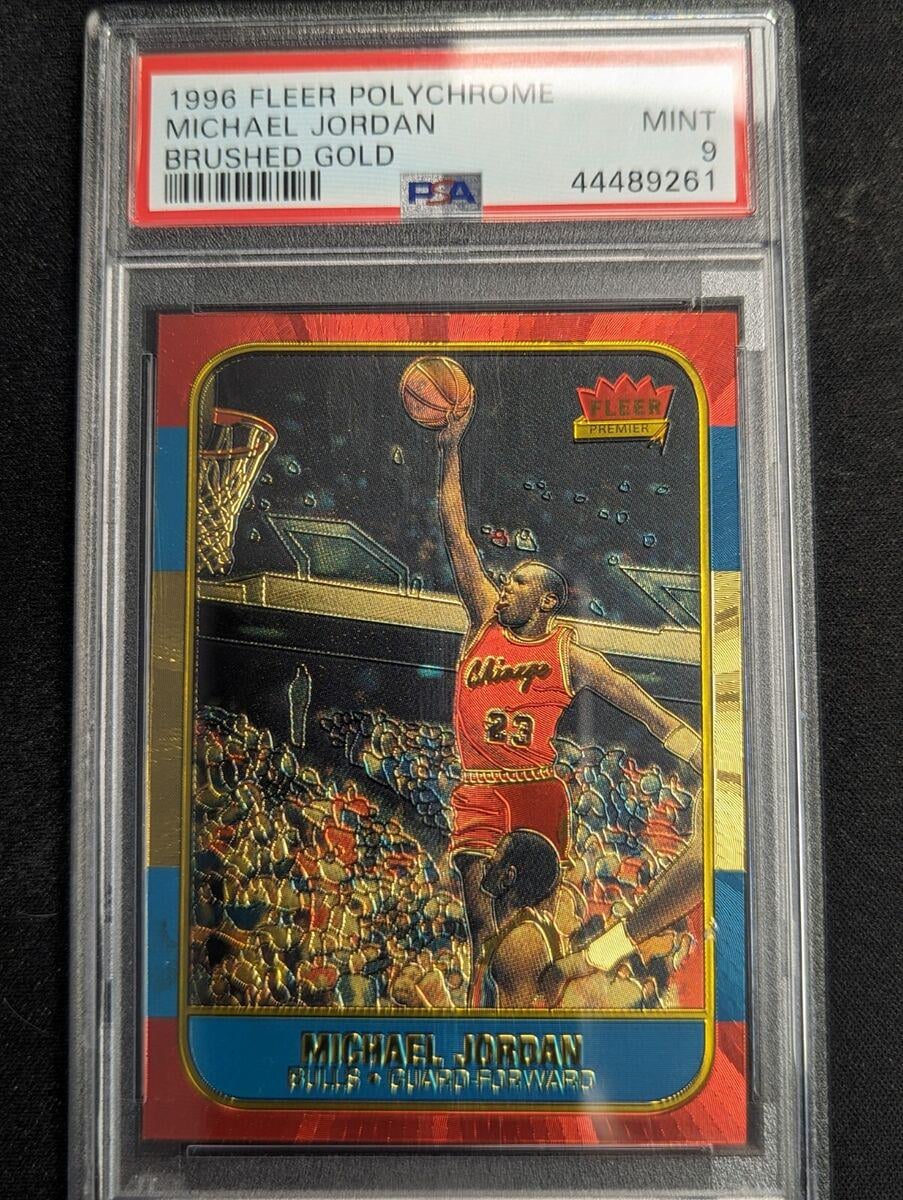 1996 FLEER POLYCHROME
MICHAEL JORDAN MINT
BRUSHED GOLD 9
PSA 44489261
FLEER
PREMIER
Chicago
23
MICHAEL JORDAN
BULLS • GUARD-FORWARD